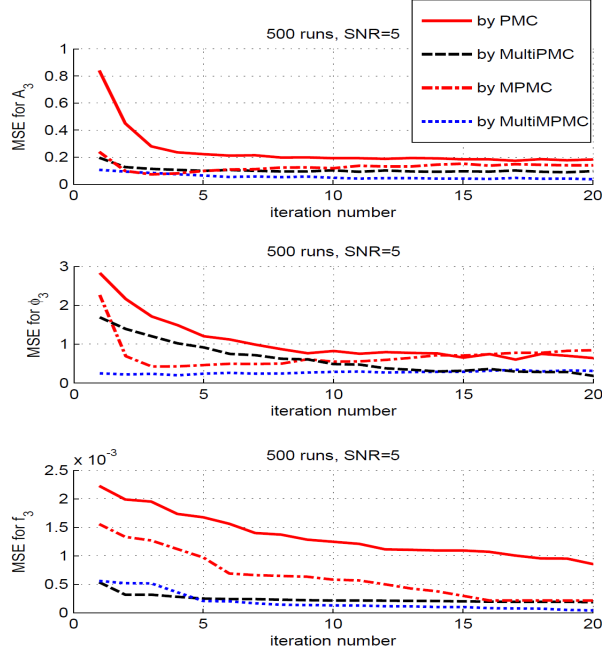 500 runs, SNR=5
by PMC
by MultiPMC
by MPMC
by MultiMPMC
MSE for A_3
1
0.8
0.6
0.4
0.2
0
0 5 10 15 20
iteration number
500 runs, SNR=5
MSE for ϕ_3
3
2
1
0
0 5 10 15 20
iteration number
x 10^-3
500 runs, SNR=5
MSE for f_3
2.5
2
1.5
1
0.5
0
0 5 10 15 20
iteration number